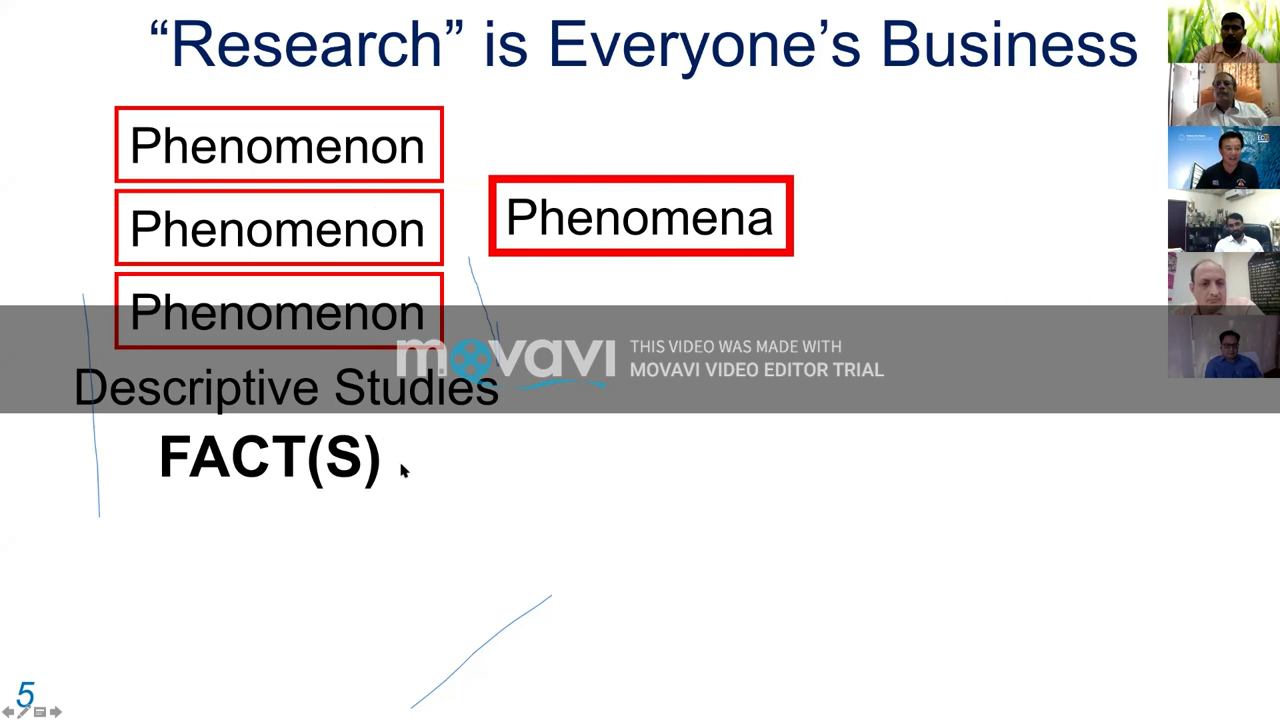 “Research” is Everyone’s Business
Phenomenon
Phenomenon
Phenomenon
Phenomena
movavi
THIS VIDEO WAS MADE WITH
MOVAVI VIDEO EDITOR TRIAL
Descriptive Studies
FACT(S)
5